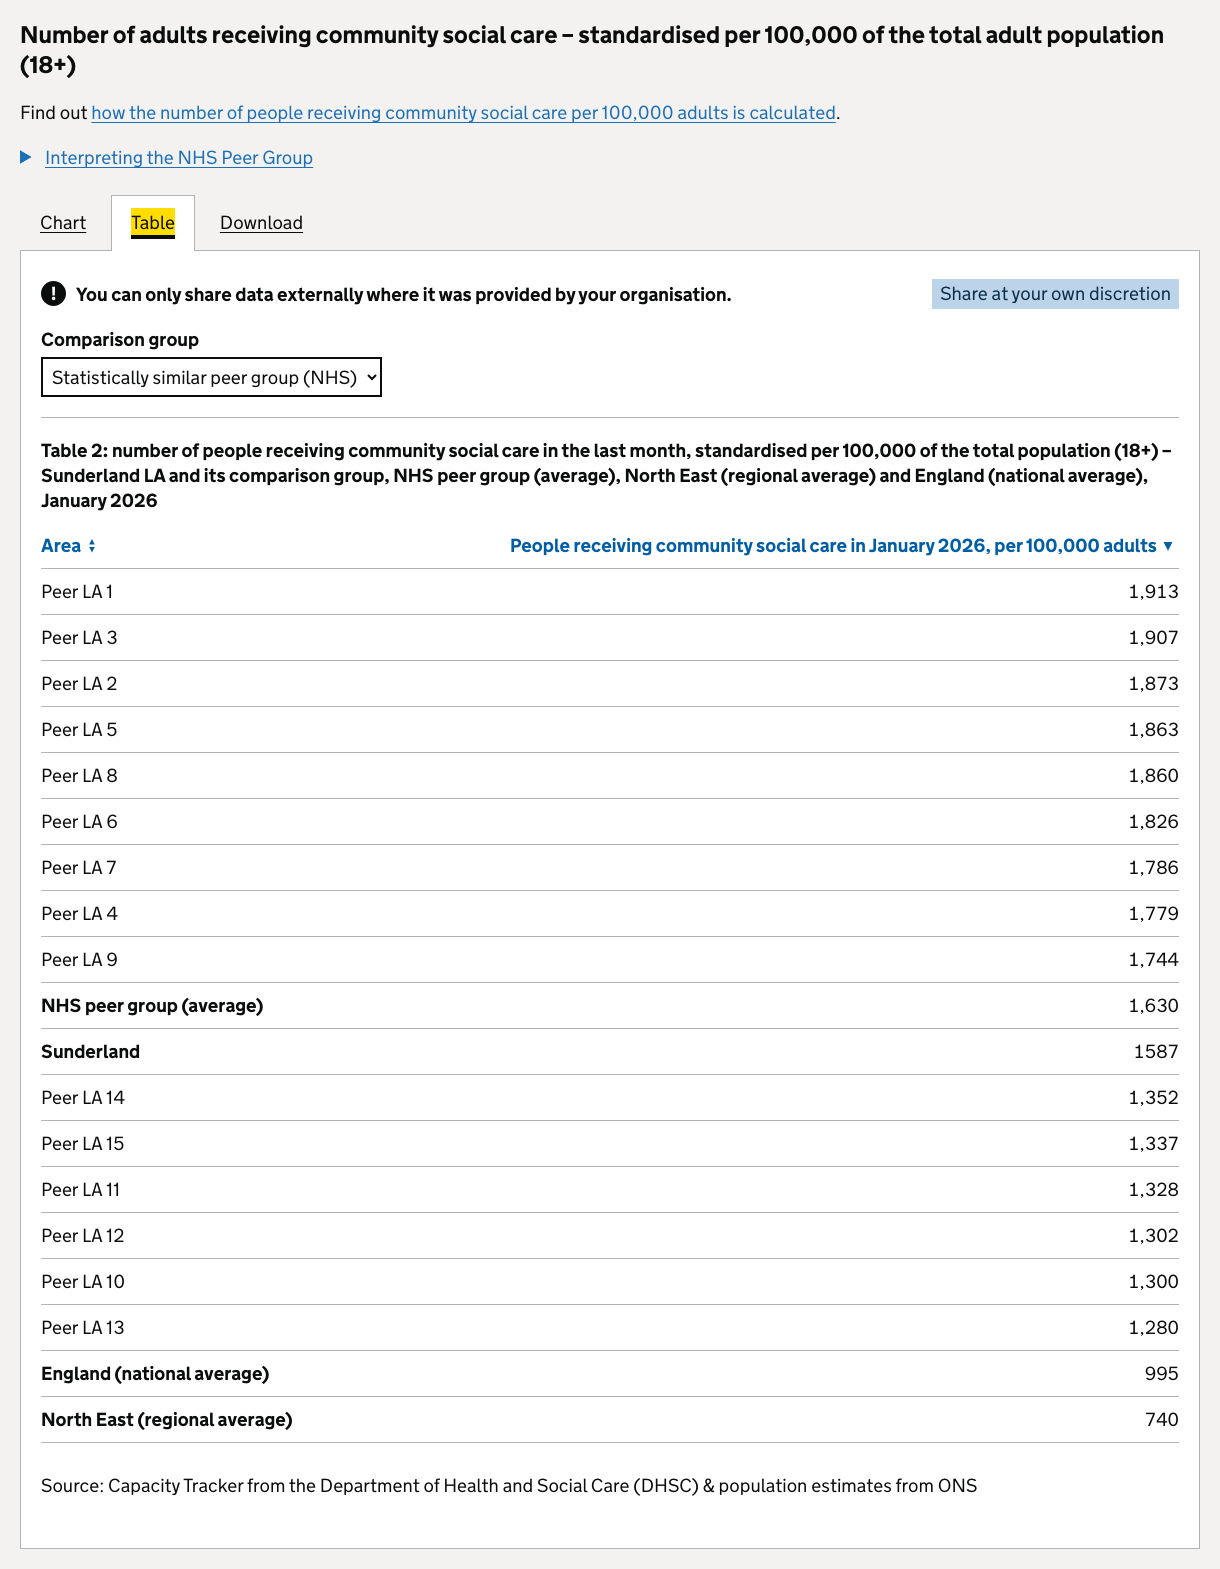 Number of adults receiving community social care – standardised per 100,000 of the total adult population
(18+)
Find out how the number of people receiving community social care per 100,000 adults is calculated.
Interpreting the NHS Peer Group
Chart Table Download
! You can only share data externally where it was provided by your organisation. Share at your own discretion
Comparison group
Statistically similar peer group (NHS)
Table 2: number of people receiving community social care in the last month, standardised per 100,000 of the total population (18+) –
Sunderland LA and its comparison group, NHS peer group (average), North East (regional average) and England (national average),
January 2026
Area People receiving community social care in January 2026, per 100,000 adults
Peer LA 1 1,913
Peer LA 3 1,907
Peer LA 2 1,873
Peer LA 5 1,863
Peer LA 8 1,860
Peer LA 6 1,826
Peer LA 7 1,786
Peer LA 4 1,779
Peer LA 9 1,744
NHS peer group (average) 1,630
Sunderland 1587
Peer LA 14 1,352
Peer LA 15 1,337
Peer LA 11 1,328
Peer LA 12 1,302
Peer LA 10 1,300
Peer LA 13 1,280
England (national average) 995
North East (regional average) 740
Source: Capacity Tracker from the Department of Health and Social Care (DHSC) & population estimates from ONS